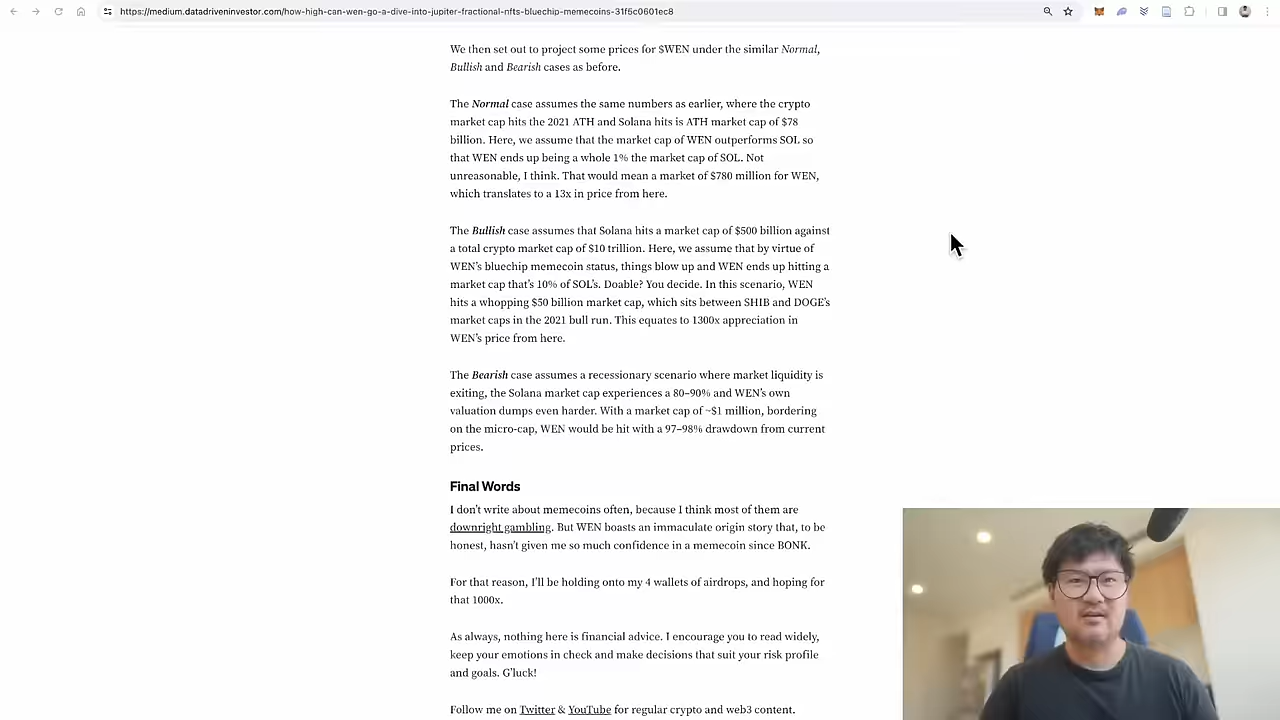 https://medium.datadriveninvestor.com/how-high-can-wen-go-a-dive-into-jupiter-fractional-nfts-bluechip-memecoins-31f5c0601ec8
We then set out to project some prices for $WEN under the similar Normal,
Bullish and Bearish cases as before.
The Normal case assumes the same numbers as earlier, where the crypto
market cap hits the 2021 ATH and Solana hits is ATH market cap of $78
billion. Here, we assume that the market cap of WEN outperforms SOL so
that WEN ends up being a whole 1% the market cap of SOL. Not
unreasonable, I think. That would mean a market of $780 million for WEN,
which translates to a 13x in price from here.
The Bullish case assumes that Solana hits a market cap of $500 billion against
a total crypto market cap of $10 trillion. Here, we assume that by virtue of
WEN's bluechip memecoin status, things blow up and WEN ends up hitting a
market cap that's 10% of SOL's. Doable? You decide. In this scenario, WEN
hits a whopping $50 billion market cap, which sits between SHIB and DOGE's
market caps in the 2021 bull run. This equates to 1300x appreciation in
WEN's price from here.
The Bearish case assumes a recessionary scenario where market liquidity is
exiting, the Solana market cap experiences a 80–90% and WEN's own
valuation dumps even harder. With a market cap of ~$1 million, bordering
on the micro-cap, WEN would be hit with a 97–98% drawdown from current
prices.
Final Words
I don't write about memecoins often, because I think most of them are
downright gambling. But WEN boasts an immaculate origin story that, to be
honest, hasn't given me so much confidence in a memecoin since BONK.
For that reason, I'll be holding onto my 4 wallets of airdrops, and hoping for
that 1000x.
As always, nothing here is financial advice. I encourage you to read widely,
keep your emotions in check and make decisions that suit your risk profile
and goals. G'luck!
Follow me on Twitter & YouTube for regular crypto and web3 content.